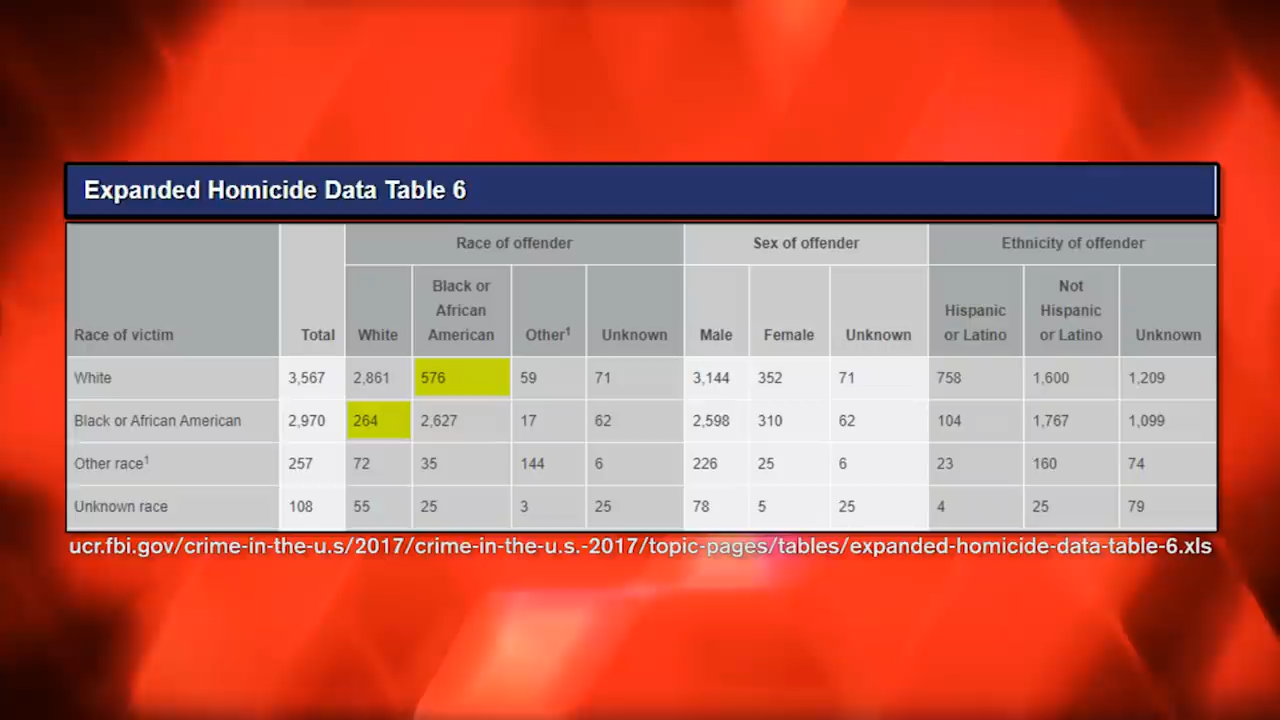 Expanded Homicide Data Table 6
Race of offender Sex of offender Ethnicity of offender
Race of victim Total White Black or African American Other¹ Unknown Male Female Unknown Hispanic or Latino Not Hispanic or Latino Unknown
White 3,567 2,861 576 59 71 3,144 352 71 758 1,600 1,209
Black or African American 2,970 264 2,627 17 62 2,598 310 62 104 1,767 1,099
Other race¹ 257 72 35 144 6 226 25 6 23 160 74
Unknown race 108 55 25 3 25 78 5 25 4 25 79
ucr.fbi.gov/crime-in-the-u.s/2017/crime-in-the-u.s.-2017/topic-pages/tables/expanded-homicide-data-table-6.xls